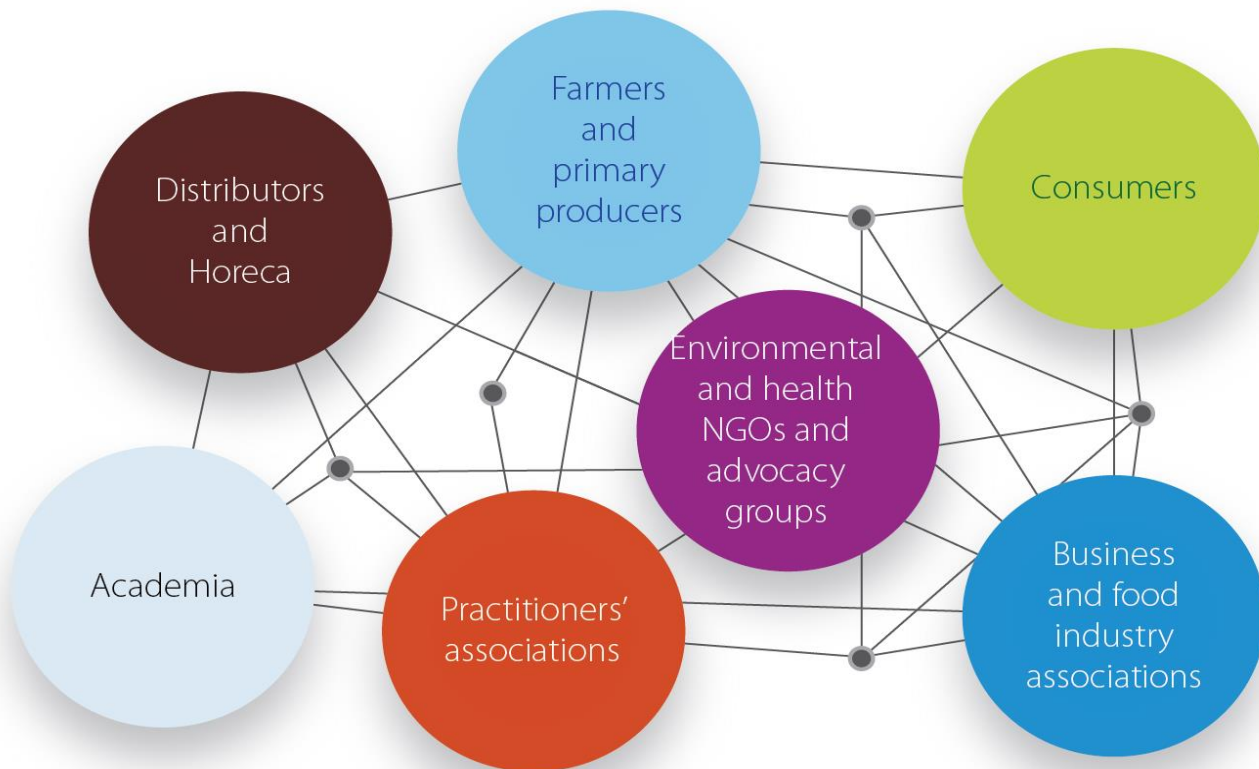 Farmers
and
primary
producers
Distributors
and
Horeca
Consumers
Environmental
and health
NGOs and
advocacy
groups
Academia
Practitioners’
associations
Business
and food
industry
associations